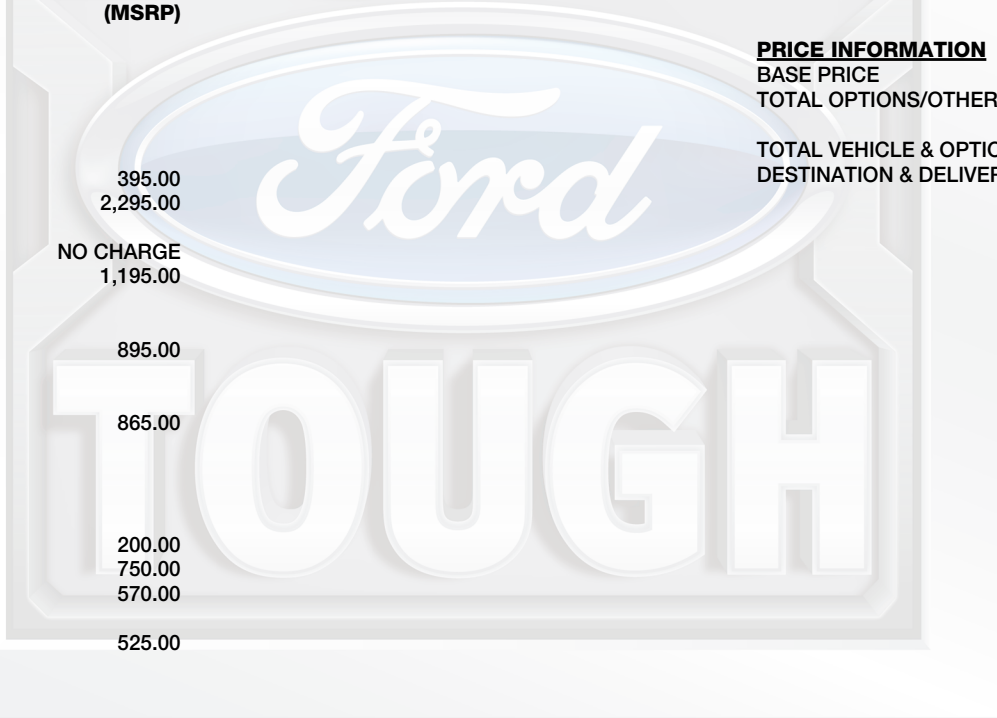 (MSRP)
395.00
2,295.00
NO CHARGE
1,195.00
895.00
865.00
200.00
750.00
570.00
525.00
PRICE INFORMATION
BASE PRICE
TOTAL OPTIONS/OTHER
TOTAL VEHICLE & OPTIO
DESTINATION & DELIVER
Ford
TOUGH